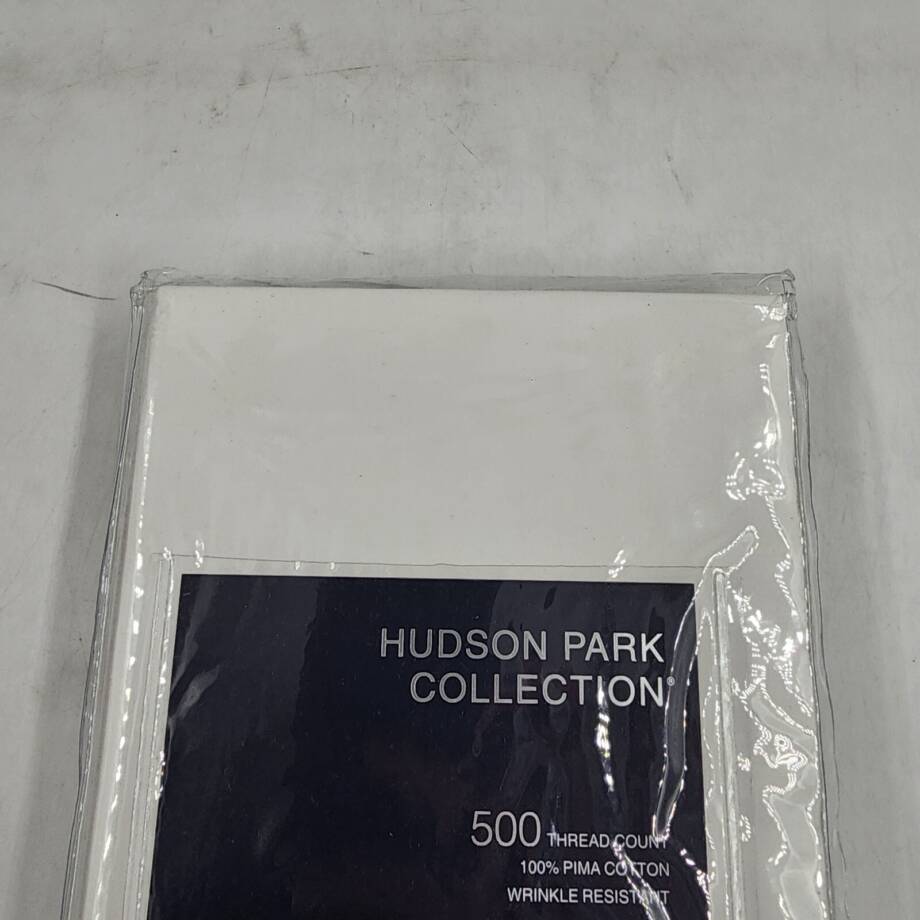 HUDSON PARK
COLLECTION®
500 THREAD COUNT
100% PIMA COTTON
WRINKLE RESISTANT